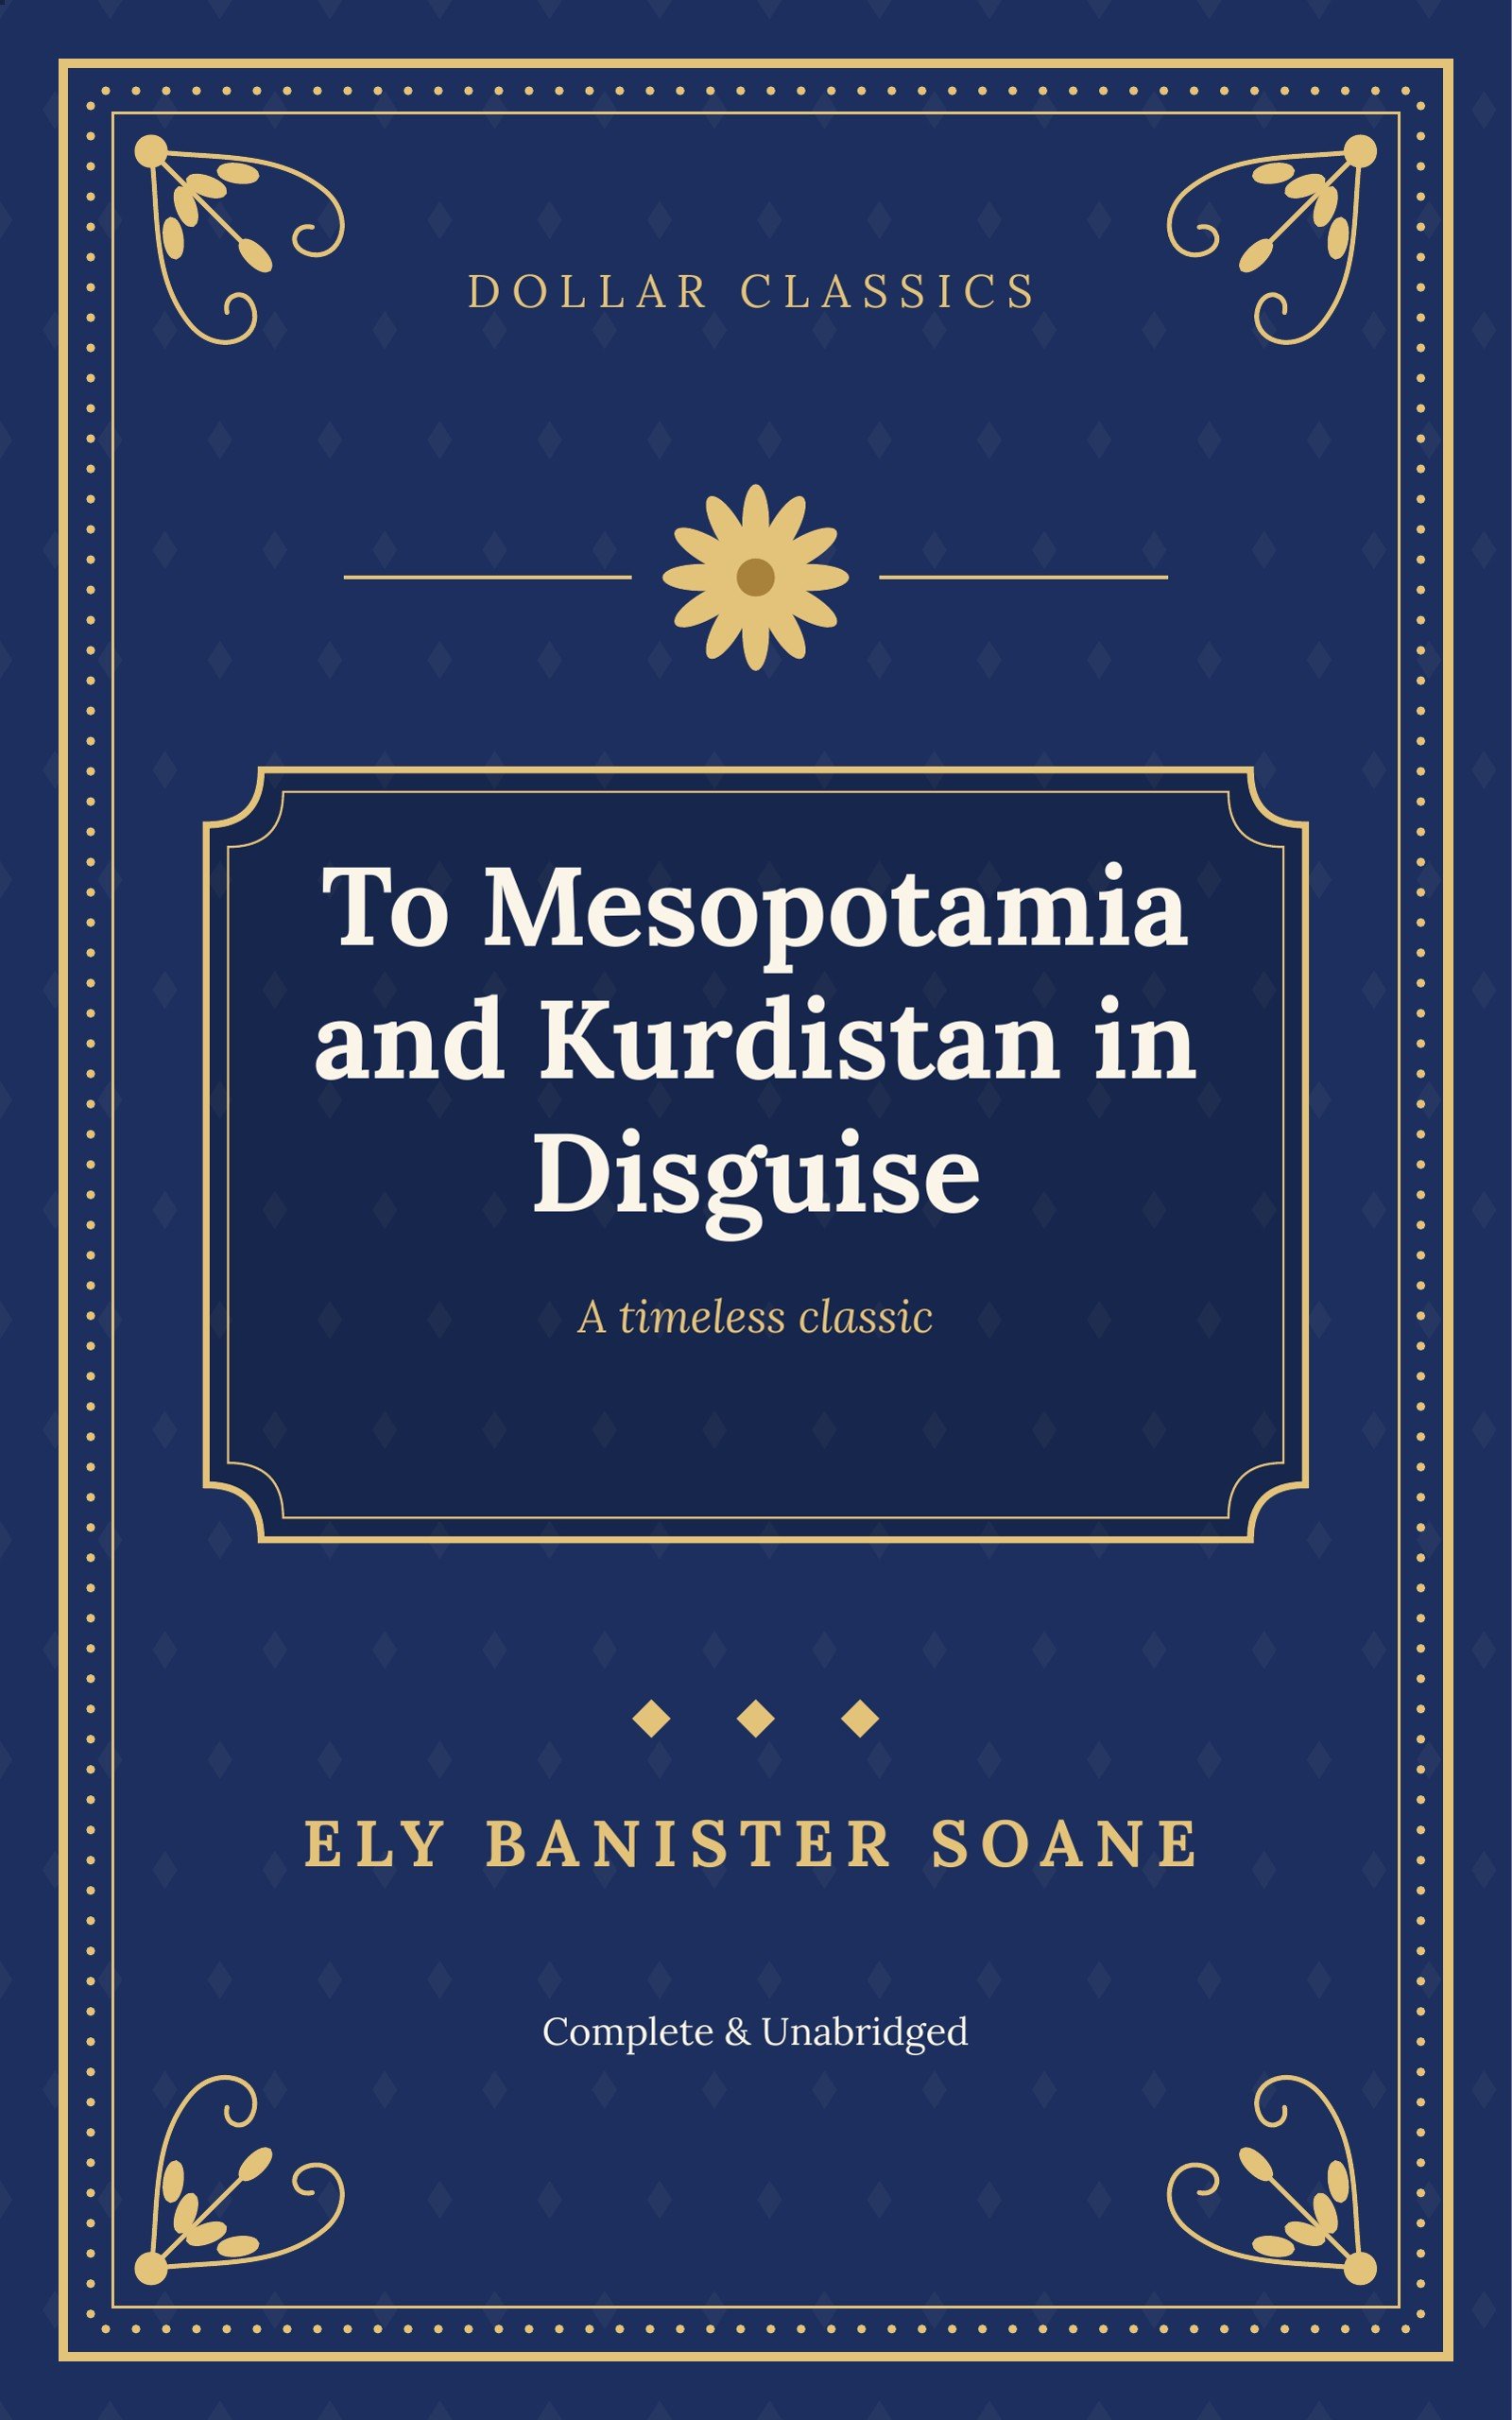 DOLLAR CLASSICS
To Mesopotamia
and Kurdistan in
Disguise
A timeless classic
ELY BANISTER SOANE
Complete & Unabridged